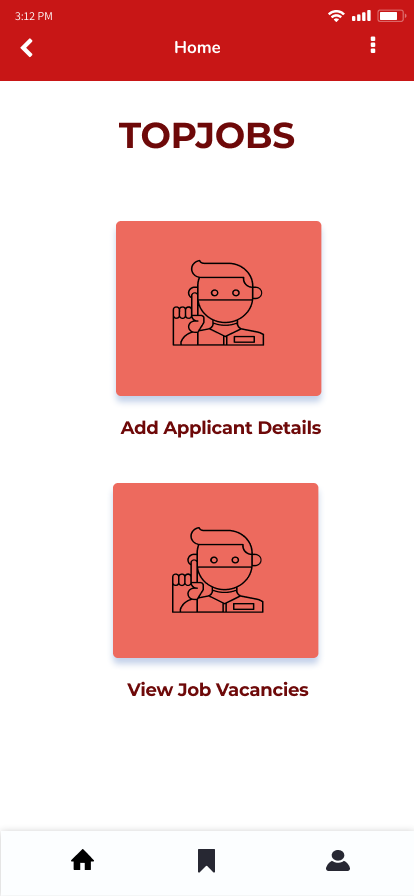 3:12 PM
Home
TOPJOBS
Add Applicant Details
View Job Vacancies